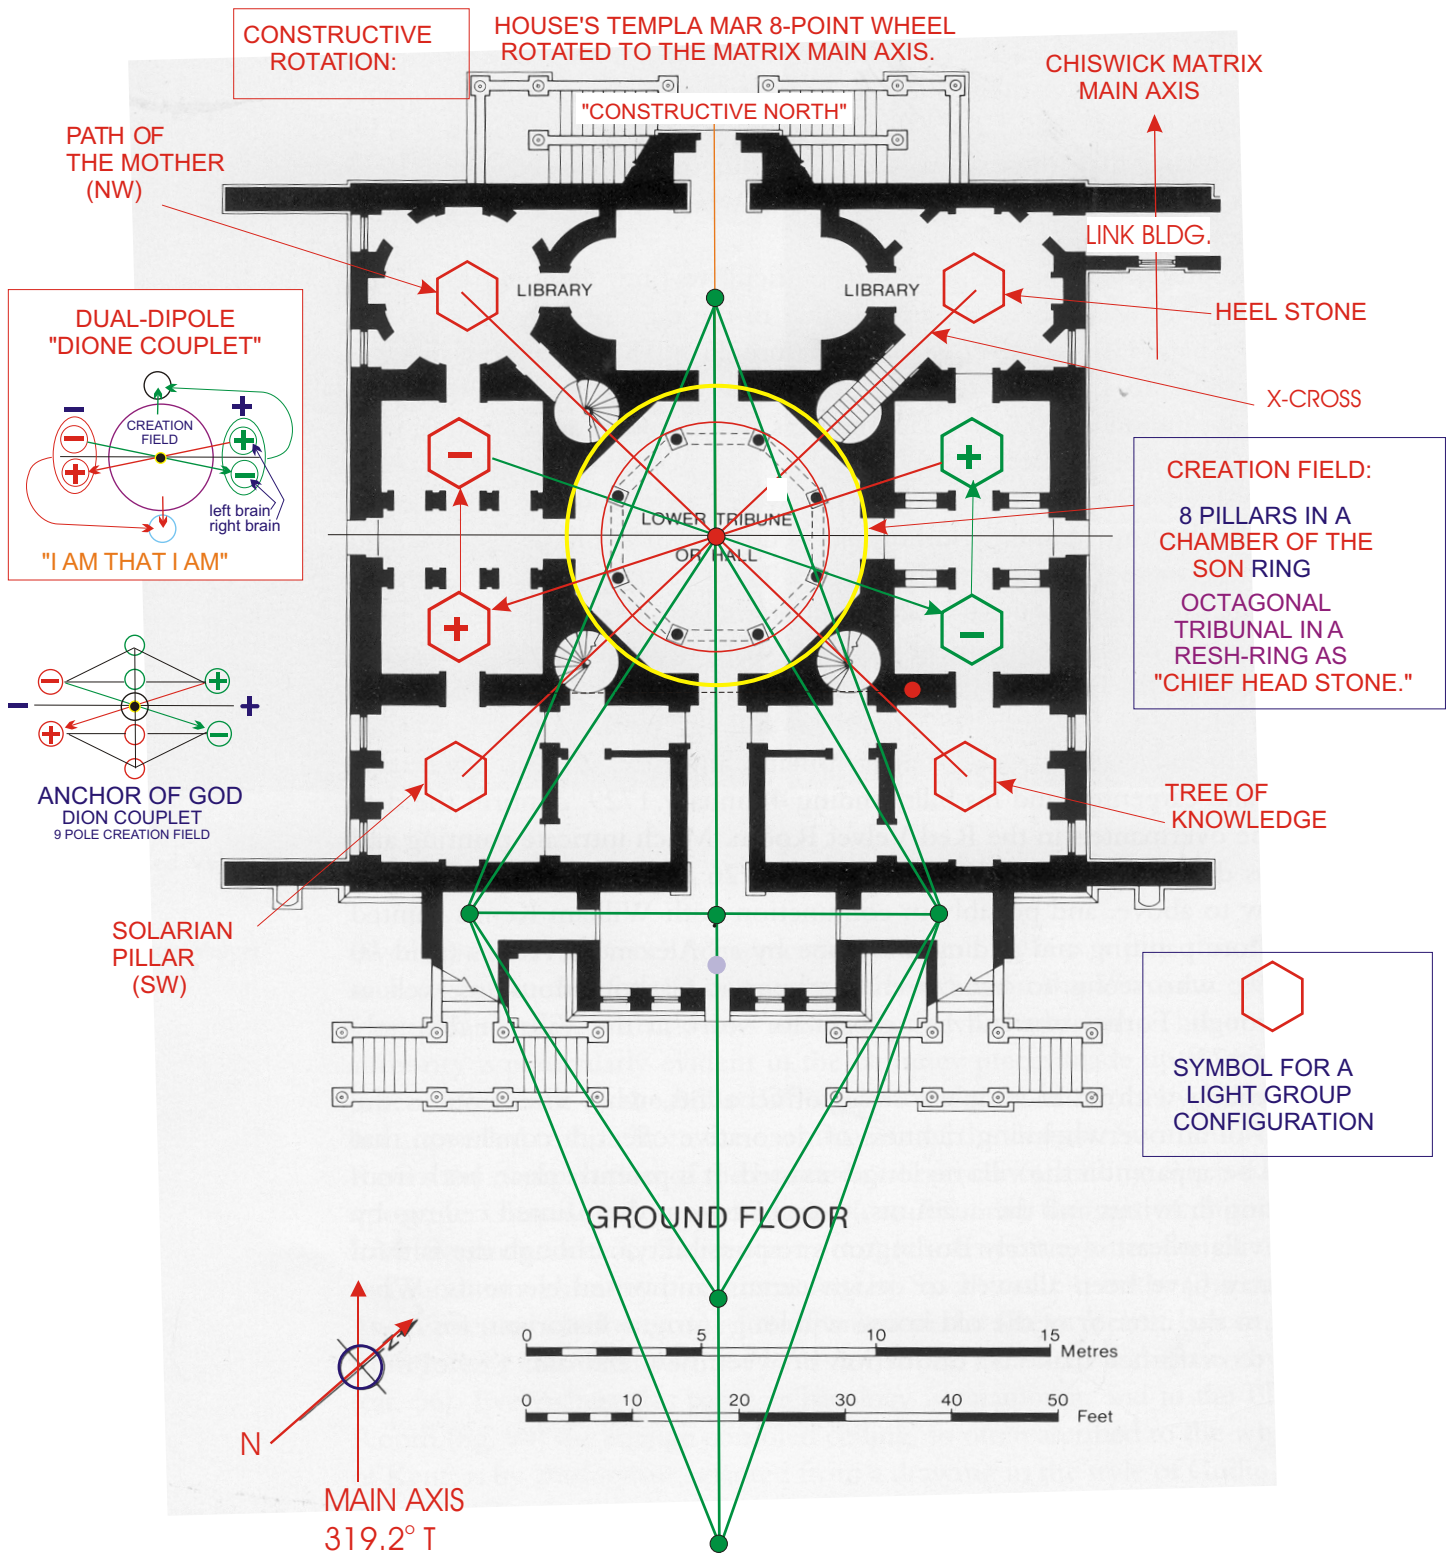 CONSTRUCTIVE
ROTATION:
HOUSE'S TEMPLA MAR 8-POINT WHEEL
ROTATED TO THE MATRIX MAIN AXIS.
"CONSTRUCTIVE NORTH"
CHISWICK MATRIX
MAIN AXIS
PATH OF
THE MOTHER
(NW)
LINK BLDG.
LIBRARY
LIBRARY
HEEL STONE
X-CROSS
DUAL-DIPOLE
"DIONE COUPLET"
− +
CREATION
FIELD
− +
+ −
left brain
right brain
"I AM THAT I AM"
− +
+ −
LOWER TRIBUNE
OR HALL
CREATION FIELD:
8 PILLARS IN A
CHAMBER OF THE
SON RING
OCTAGONAL
TRIBUNAL IN A
RESH-RING AS
"CHIEF HEAD STONE."
− +
− +
+ −
ANCHOR OF GOD
DION COUPLET
9 POLE CREATION FIELD
TREE OF
KNOWLEDGE
SOLARIAN
PILLAR
(SW)
SYMBOL FOR A
LIGHT GROUP
CONFIGURATION
GROUND FLOOR
0 5 10 15
Metres
0 10 20 30 40 50
Feet
N
N
MAIN AXIS
319.2° T